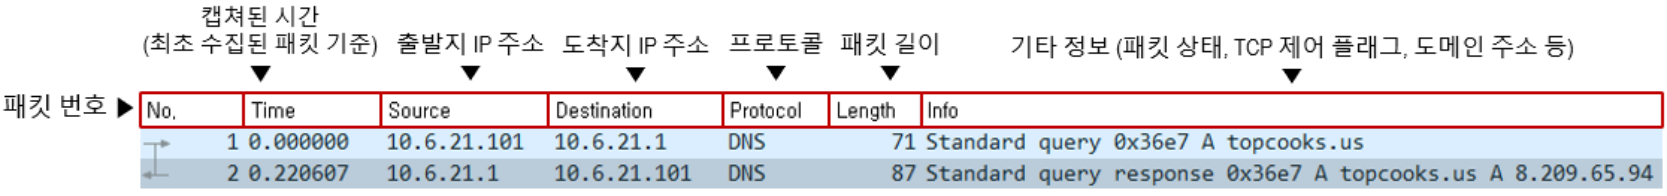 캡쳐된 시간
(최초 수집된 패킷 기준) 출발지 IP 주소 도착지 IP 주소 프로토콜 패킷 길이 기타 정보 (패킷 상태, TCP 제어 플래그, 도메인 주소 등)
패킷 번호 ▶ No. Time Source Destination Protocol Length Info
1 0.000000 10.6.21.101 10.6.21.1 DNS 71 Standard query 0x36e7 A topcooks.us
2 0.220607 10.6.21.1 10.6.21.101 DNS 87 Standard query response 0x36e7 A topcooks.us A 8.209.65.94